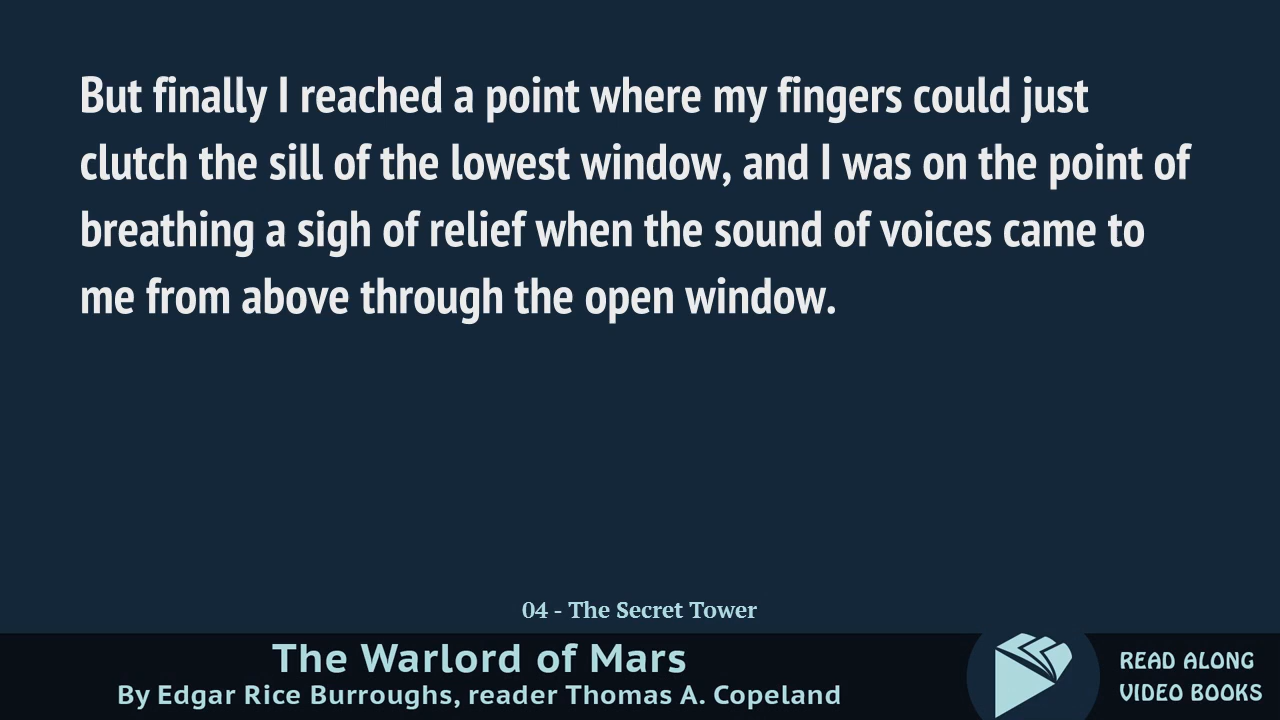 But finally I reached a point where my fingers could just
clutch the sill of the lowest window, and I was on the point of
breathing a sigh of relief when the sound of voices came to
me from above through the open window.
04 - The Secret Tower
The Warlord of Mars
By Edgar Rice Burroughs, reader Thomas A. Copeland
READ ALONG
VIDEO BOOKS